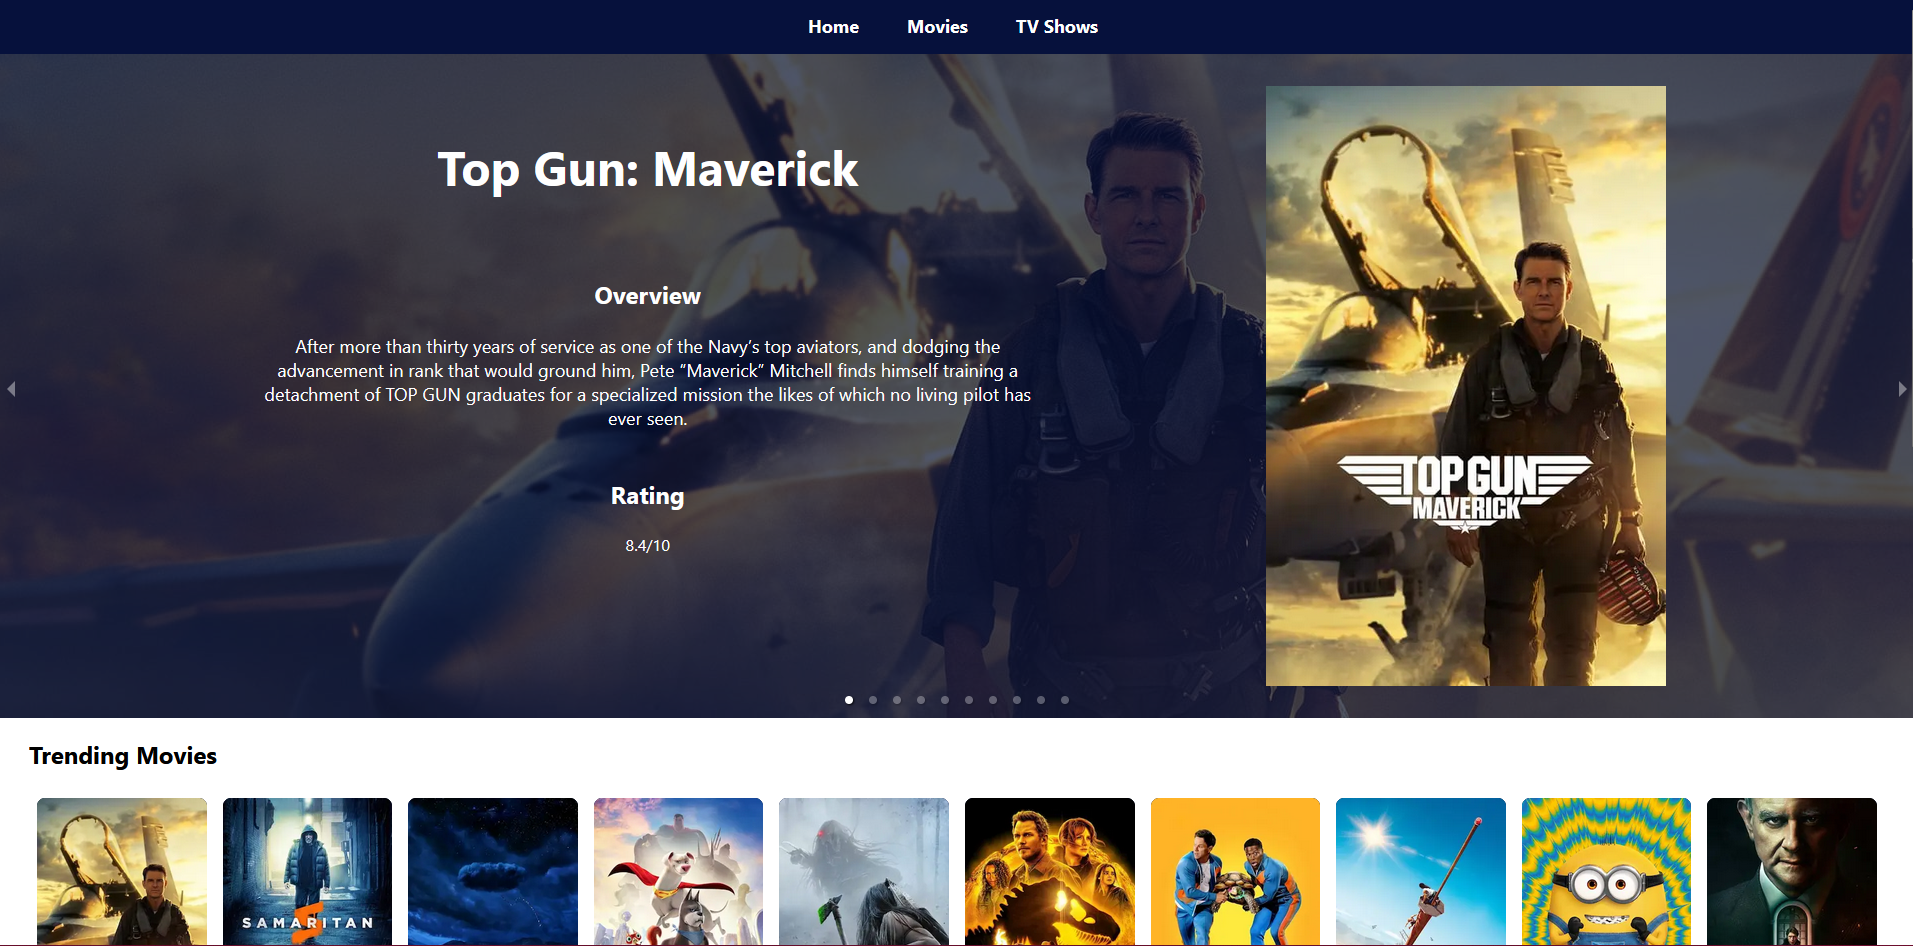 Home Movies TV Shows
Top Gun: Maverick
Overview
After more than thirty years of service as one of the Navy’s top aviators, and dodging the
advancement in rank that would ground him, Pete “Maverick” Mitchell finds himself training a
detachment of TOP GUN graduates for a specialized mission the likes of which no living pilot has
ever seen.
Rating
8.4/10
TOP GUN
MAVERICK
Trending Movies
SAMARITAN